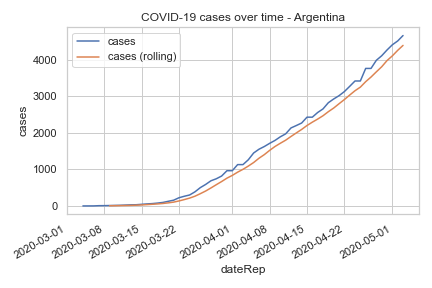 COVID-19 cases over time - Argentina
cases
cases (rolling)
4000
3000
2000
1000
0
cases
2020-03-01
2020-03-08
2020-03-15
2020-03-22
2020-04-01
2020-04-08
2020-04-15
2020-04-22
2020-05-01
dateRep